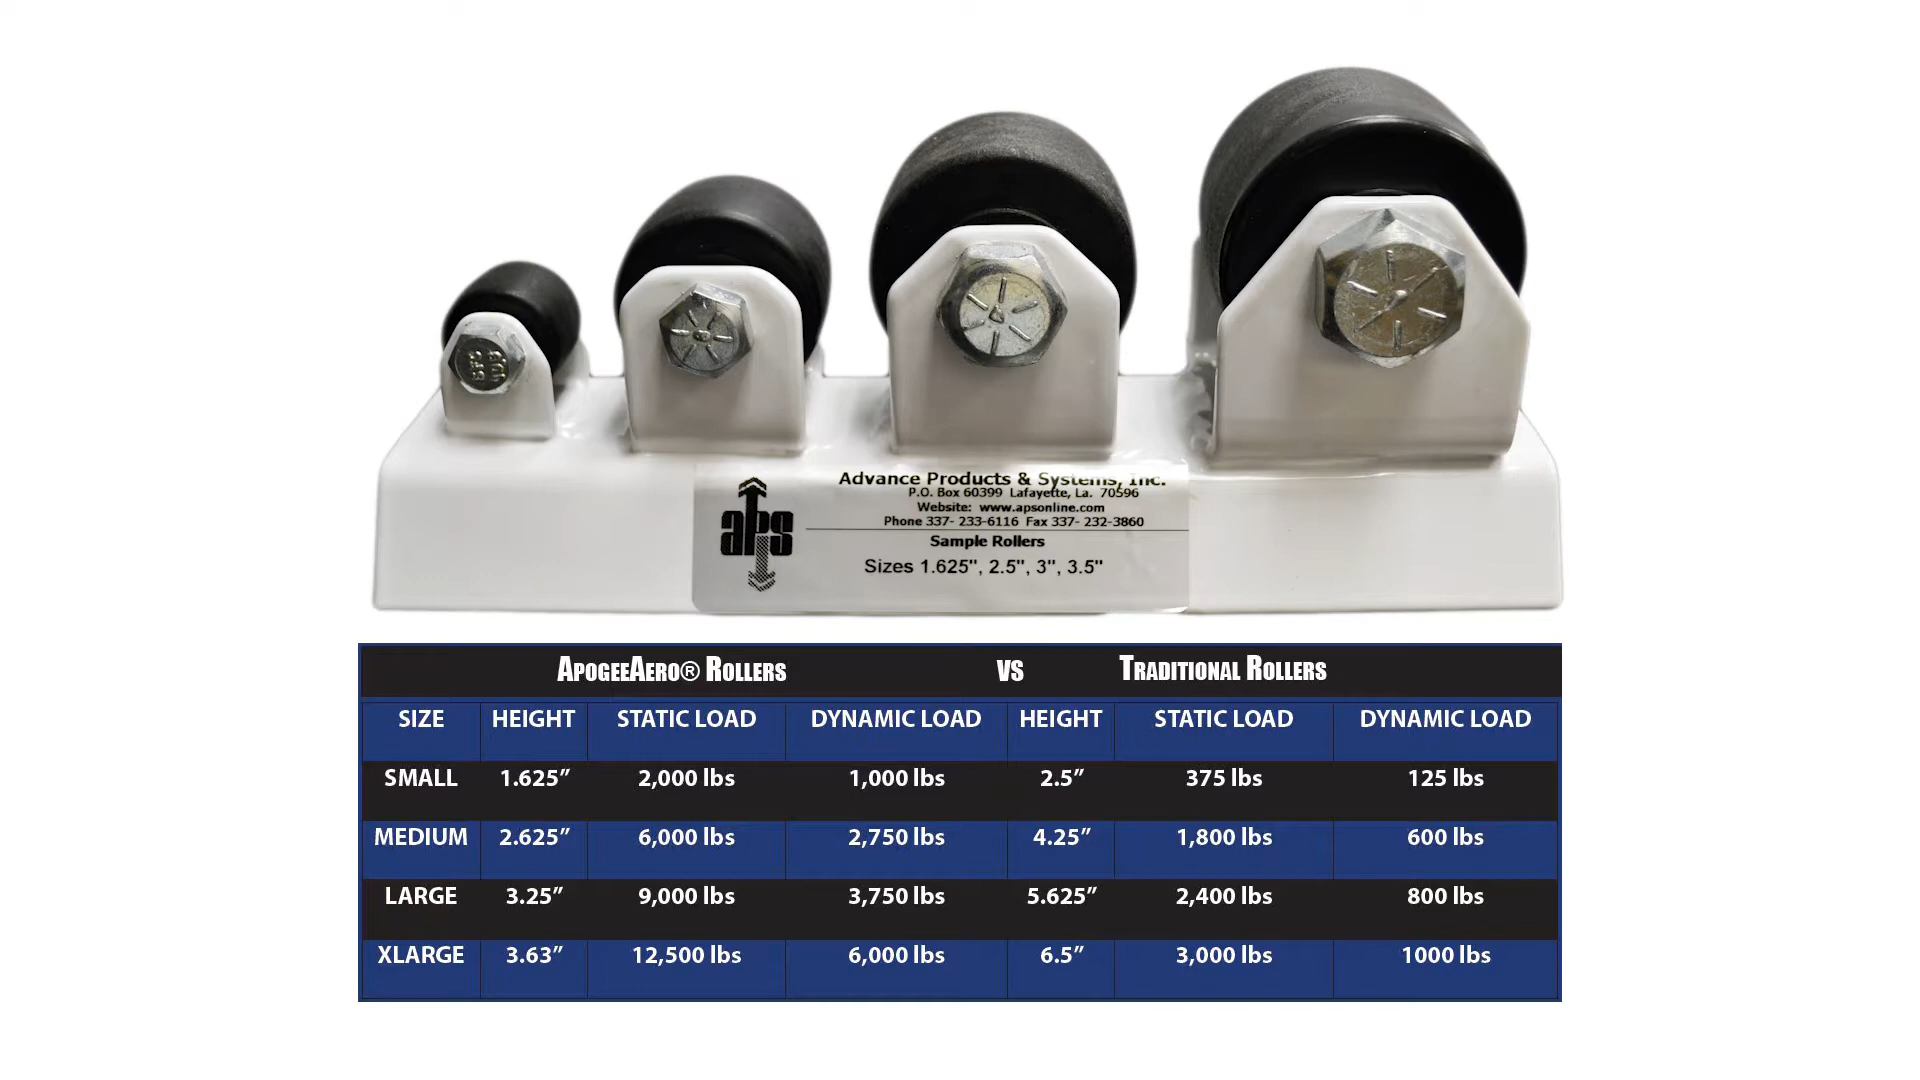 aps
Advance Products & Systems, Inc.
P.O. Box 60399 Lafayette, La. 70596
Website: www.apsonline.com
Phone 337- 233-6116 Fax 337- 232-3860
Sample Rollers
Sizes 1.625", 2.5", 3", 3.5"
APOGEEAERO® ROLLERS VS TRADITIONAL ROLLERS
SIZE HEIGHT STATIC LOAD DYNAMIC LOAD HEIGHT STATIC LOAD DYNAMIC LOAD
SMALL 1.625” 2,000 lbs 1,000 lbs 2.5” 375 lbs 125 lbs
MEDIUM 2.625” 6,000 lbs 2,750 lbs 4.25” 1,800 lbs 600 lbs
LARGE 3.25” 9,000 lbs 3,750 lbs 5.625” 2,400 lbs 800 lbs
XLARGE 3.63” 12,500 lbs 6,000 lbs 6.5” 3,000 lbs 1000 lbs